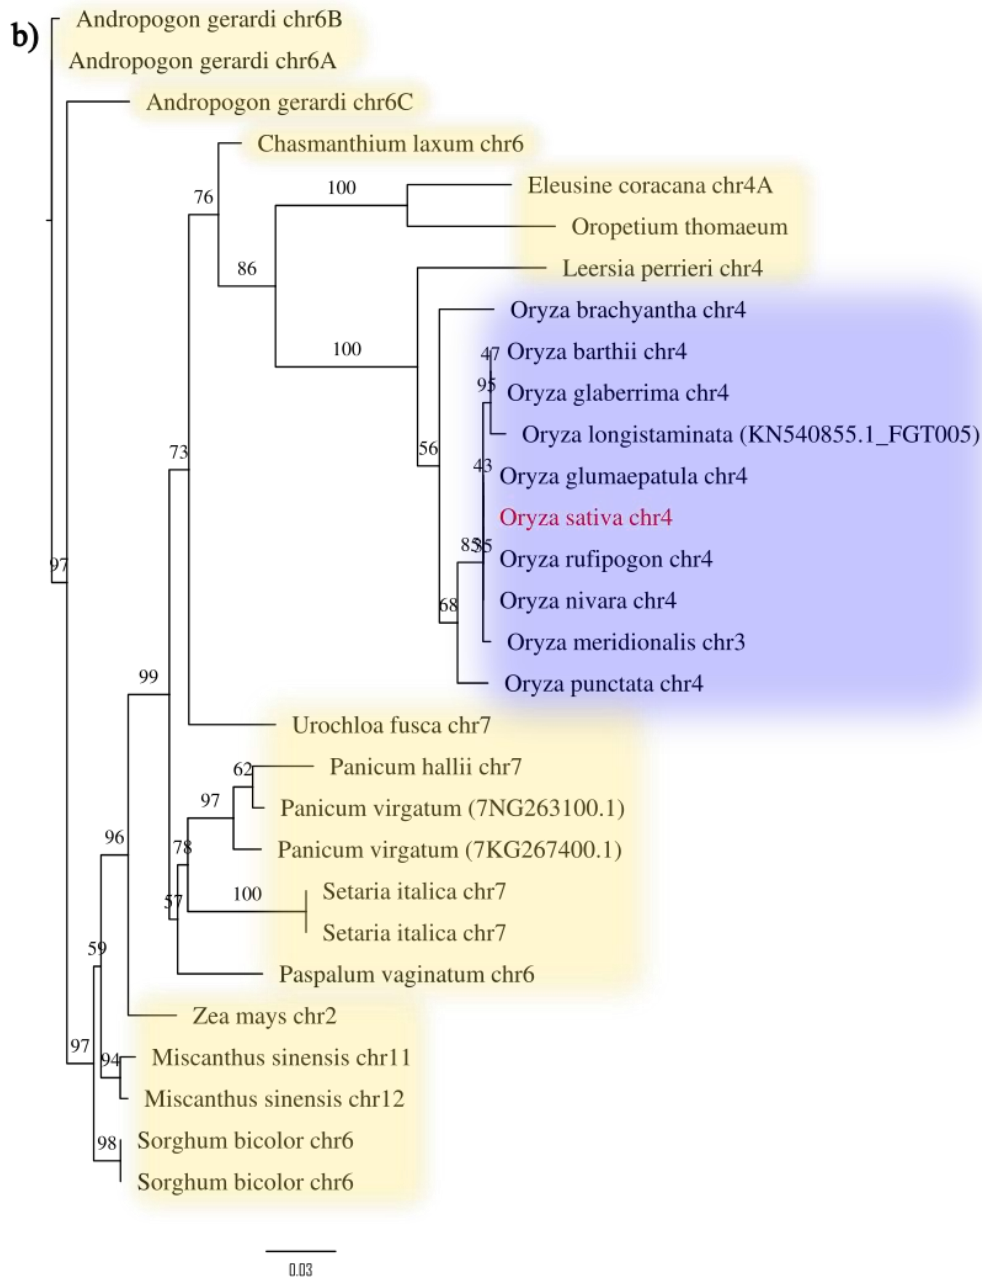 b)
Andropogon gerardi chr6B
Andropogon gerardi chr6A
Andropogon gerardi chr6C
Chasmanthium laxum chr6
76
100
Eleusine coracana chr4A
Oropetium thomaeum
86
Leersia perrieri chr4
Oryza brachyantha chr4
100
47
Oryza barthii chr4
95
Oryza glaberrima chr4
Oryza longistaminata (KN540855.1_FGT005)
73
56
43
Oryza glumaepatula chr4
Oryza sativa chr4
85
Oryza rufipogon chr4
97
Oryza nivara chr4
68
Oryza meridionalis chr3
99
Oryza punctata chr4
Urochloa fusca chr7
62
Panicum hallii chr7
97
Panicum virgatum (7NG263100.1)
96
78
Panicum virgatum (7KG267400.1)
57
100
Setaria italica chr7
Setaria italica chr7
59
Paspalum vaginatum chr6
Zea mays chr2
97
94
Miscanthus sinensis chr11
Miscanthus sinensis chr12
98
Sorghum bicolor chr6
Sorghum bicolor chr6
0.03